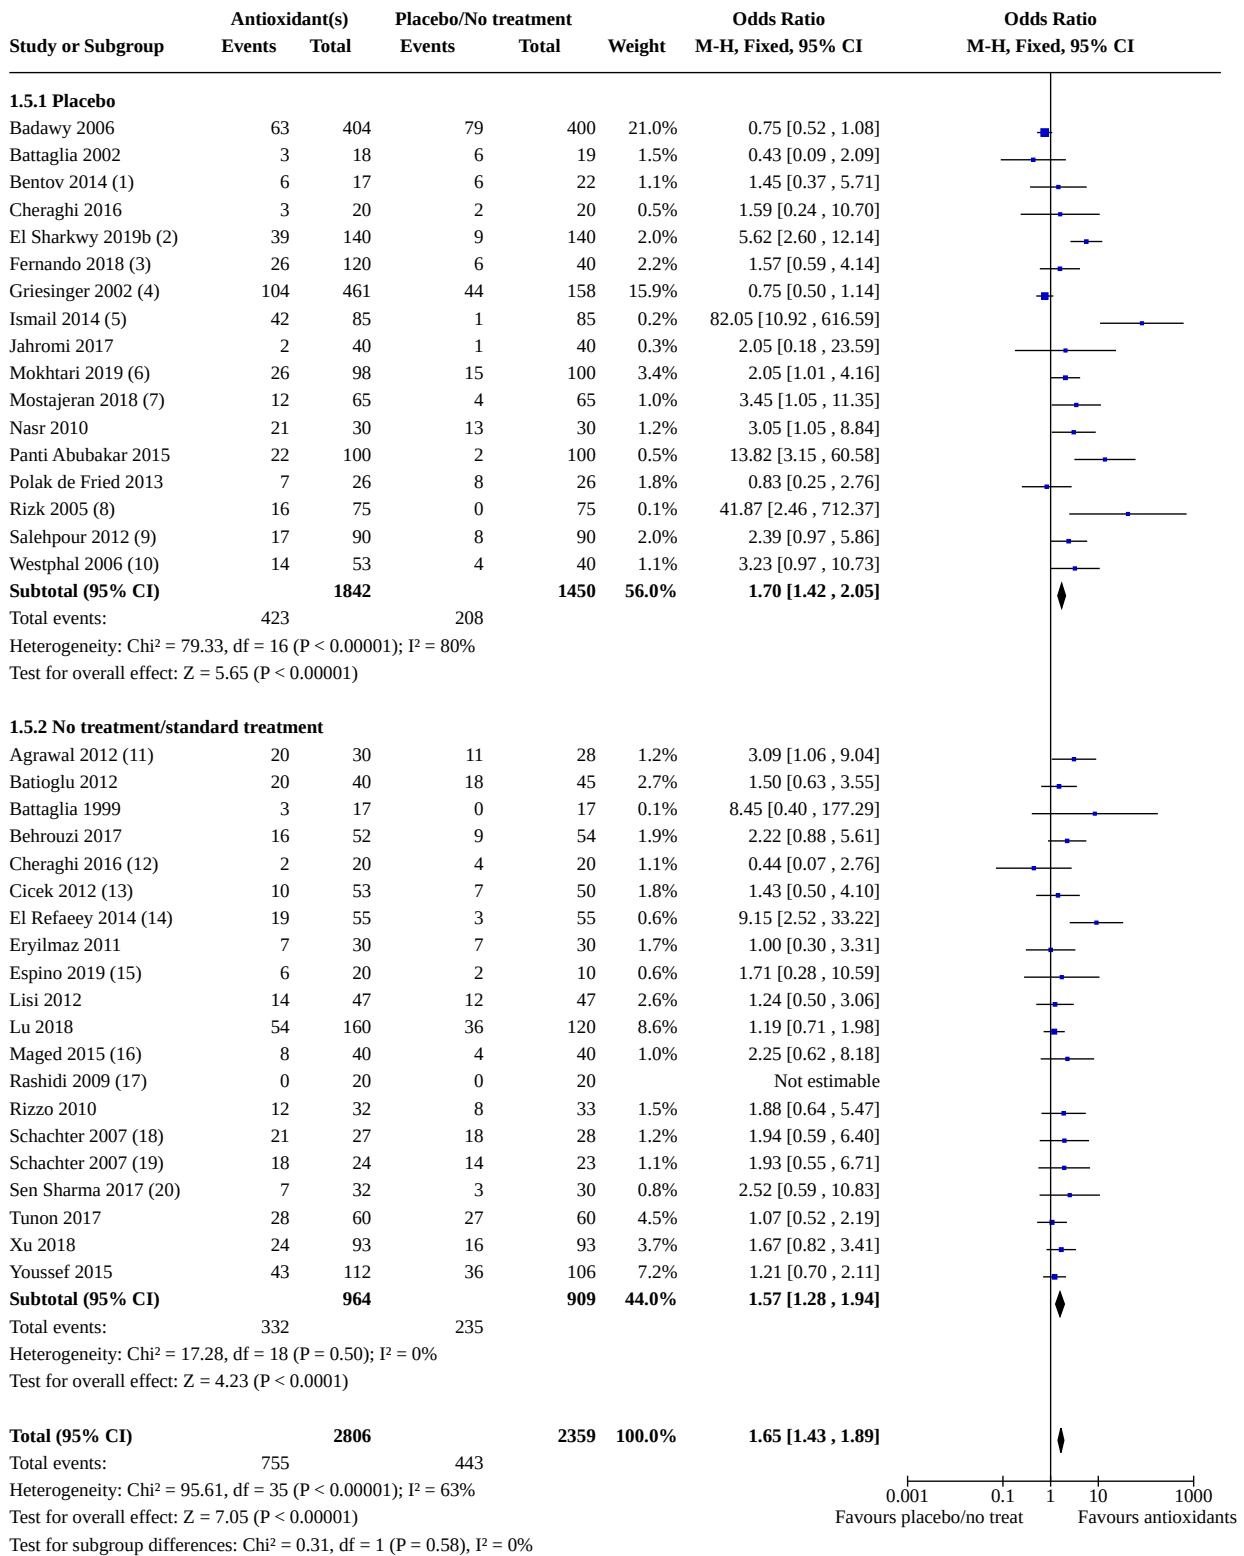 Antioxidant(s) Placebo/No treatment Odds Ratio Odds Ratio
Study or Subgroup Events Total Events Total Weight M-H, Fixed, 95% CI M-H, Fixed, 95% CI
1.5.1 Placebo
Badawy 2006 63 404 79 400 21.0% 0.75 [0.52 , 1.08]
Battaglia 2002 3 18 6 19 1.5% 0.43 [0.09 , 2.09]
Bentov 2014 (1) 6 17 6 22 1.1% 1.45 [0.37 , 5.71]
Cheraghi 2016 3 20 2 20 0.5% 1.59 [0.24 , 10.70]
El Sharkwy 2019b (2) 39 140 9 140 2.0% 5.62 [2.60 , 12.14]
Fernando 2018 (3) 26 120 6 40 2.2% 1.57 [0.59 , 4.14]
Griesinger 2002 (4) 104 461 44 158 15.9% 0.75 [0.50 , 1.14]
Ismail 2014 (5) 42 85 1 85 0.2% 82.05 [10.92 , 616.59]
Jahromi 2017 2 40 1 40 0.3% 2.05 [0.18 , 23.59]
Mokhtari 2019 (6) 26 98 15 100 3.4% 2.05 [1.01 , 4.16]
Mostajeran 2018 (7) 12 65 4 65 1.0% 3.45 [1.05 , 11.35]
Nasr 2010 21 30 13 30 1.2% 3.05 [1.05 , 8.84]
Panti Abubakar 2015 22 100 2 100 0.5% 13.82 [3.15 , 60.58]
Polak de Fried 2013 7 26 8 26 1.8% 0.83 [0.25 , 2.76]
Rizk 2005 (8) 16 75 0 75 0.1% 41.87 [2.46 , 712.37]
Salehpour 2012 (9) 17 90 8 90 2.0% 2.39 [0.97 , 5.86]
Westphal 2006 (10) 14 53 4 40 1.1% 3.23 [0.97 , 10.73]
Subtotal (95% CI) 1842 1450 56.0% 1.70 [1.42 , 2.05]
Total events: 423 208
Heterogeneity: Chi² = 79.33, df = 16 (P < 0.00001); I² = 80%
Test for overall effect: Z = 5.65 (P < 0.00001)
1.5.2 No treatment/standard treatment
Agrawal 2012 (11) 20 30 11 28 1.2% 3.09 [1.06 , 9.04]
Batioglu 2012 20 40 18 45 2.7% 1.50 [0.63 , 3.55]
Battaglia 1999 3 17 0 17 0.1% 8.45 [0.40 , 177.29]
Behrouzi 2017 16 52 9 54 1.9% 2.22 [0.88 , 5.61]
Cheraghi 2016 (12) 2 20 4 20 1.1% 0.44 [0.07 , 2.76]
Cicek 2012 (13) 10 53 7 50 1.8% 1.43 [0.50 , 4.10]
El Refaeey 2014 (14) 19 55 3 55 0.6% 9.15 [2.52 , 33.22]
Eryilmaz 2011 7 30 7 30 1.7% 1.00 [0.30 , 3.31]
Espino 2019 (15) 6 20 2 10 0.6% 1.71 [0.28 , 10.59]
Lisi 2012 14 47 12 47 2.6% 1.24 [0.50 , 3.06]
Lu 2018 54 160 36 120 8.6% 1.19 [0.71 , 1.98]
Maged 2015 (16) 8 40 4 40 1.0% 2.25 [0.62 , 8.18]
Rashidi 2009 (17) 0 20 0 20 Not estimable
Rizzo 2010 12 32 8 33 1.5% 1.88 [0.64 , 5.47]
Schachter 2007 (18) 21 27 18 28 1.2% 1.94 [0.59 , 6.40]
Schachter 2007 (19) 18 24 14 23 1.1% 1.93 [0.55 , 6.71]
Sen Sharma 2017 (20) 7 32 3 30 0.8% 2.52 [0.59 , 10.83]
Tunon 2017 28 60 27 60 4.5% 1.07 [0.52 , 2.19]
Xu 2018 24 93 16 93 3.7% 1.67 [0.82 , 3.41]
Youssef 2015 43 112 36 106 7.2% 1.21 [0.70 , 2.11]
Subtotal (95% CI) 964 909 44.0% 1.57 [1.28 , 1.94]
Total events: 332 235
Heterogeneity: Chi² = 17.28, df = 18 (P = 0.50); I² = 0%
Test for overall effect: Z = 4.23 (P < 0.0001)
Total (95% CI) 2806 2359 100.0% 1.65 [1.43 , 1.89]
Total events: 755 443
Heterogeneity: Chi² = 95.61, df = 35 (P < 0.00001); I² = 63%
0.001 0.1 1 10 1000
Test for overall effect: Z = 7.05 (P < 0.00001) Favours placebo/no treat Favours antioxidants
Test for subgroup differences: Chi² = 0.31, df = 1 (P = 0.58), I² = 0%